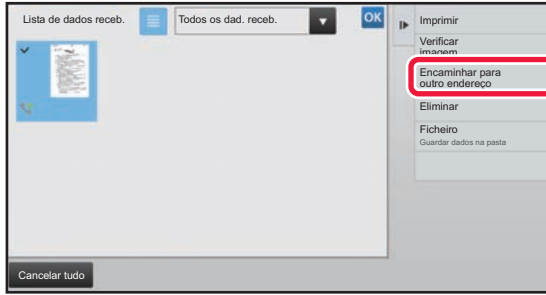 Lista de dados receb.
Todos os dad. receb.
OK
Imprimir
Verificar
imagem
Encaminhar para
outro endereço
Eliminar
Ficheiro
Guardar dados na pasta
Cancelar tudo